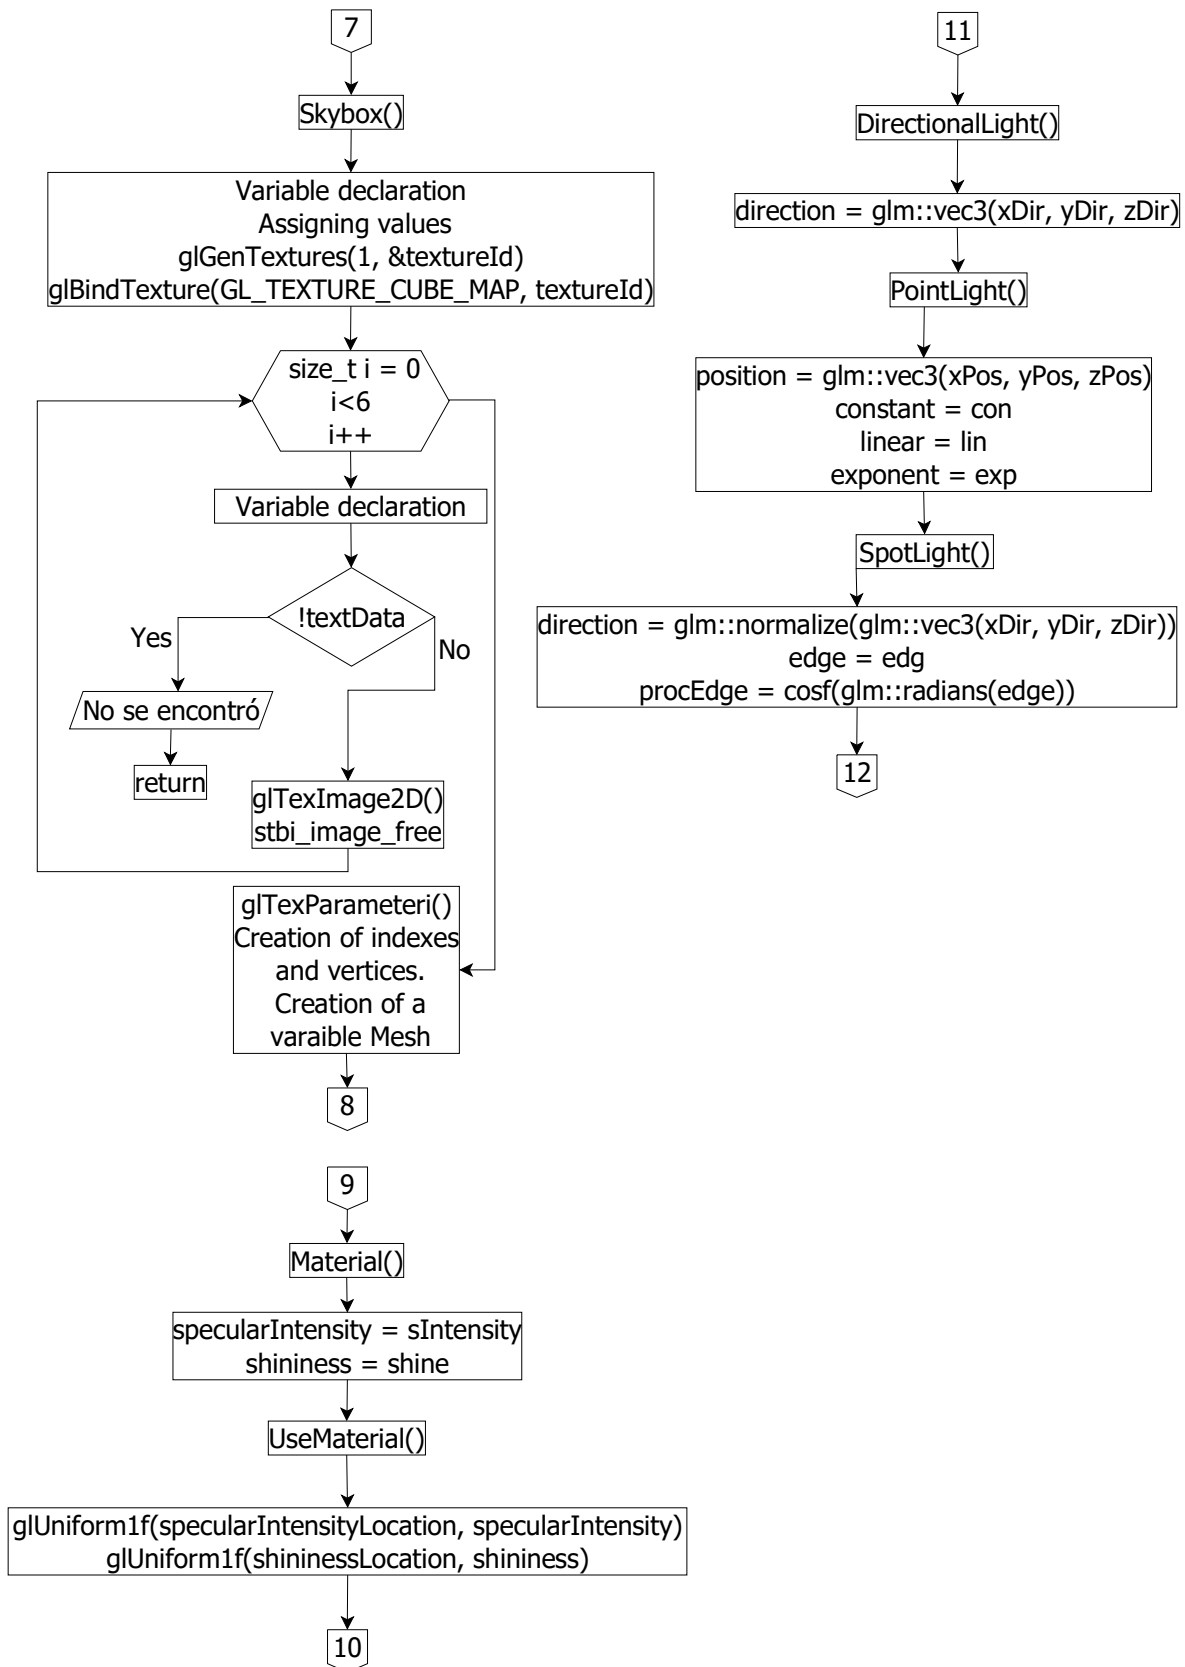 7
Skybox()
Variable declaration
Assigning values
glGenTextures(1, &textureId)
glBindTexture(GL_TEXTURE_CUBE_MAP, textureId)
size_t i = 0
i<6
i++
Variable declaration
!textData
Yes
No
No se encontró
return
glTexImage2D()
stbi_image_free
glTexParameteri()
Creation of indexes
and vertices.
Creation of a
varaible Mesh
8
9
Material()
specularIntensity = sIntensity
shininess = shine
UseMaterial()
glUniform1f(specularIntensityLocation, specularIntensity)
glUniform1f(shininessLocation, shininess)
10
11
DirectionalLight()
direction = glm::vec3(xDir, yDir, zDir)
PointLight()
position = glm::vec3(xPos, yPos, zPos)
constant = con
linear = lin
exponent = exp
SpotLight()
direction = glm::normalize(glm::vec3(xDir, yDir, zDir))
edge = edg
procEdge = cosf(glm::radians(edge))
12